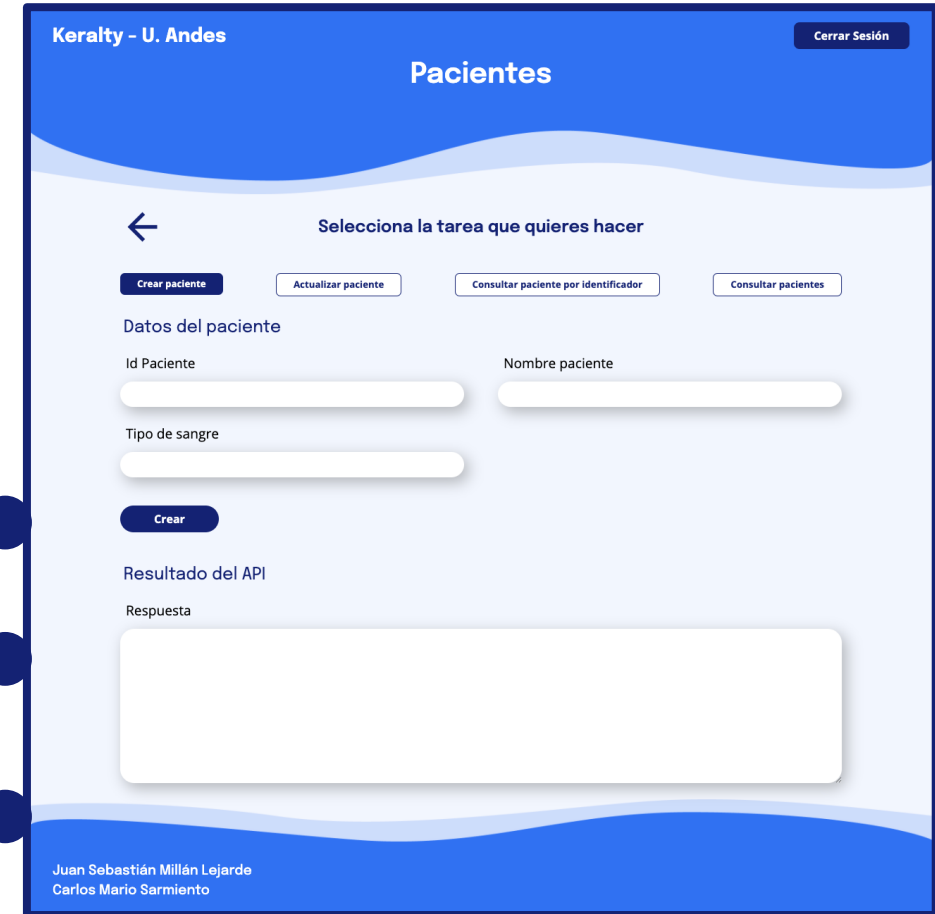 Keralty - U. Andes
Cerrar Sesión
Pacientes
Selecciona la tarea que quieres hacer
Crear paciente
Actualizar paciente
Consultar paciente por identificador
Consultar pacientes
Datos del paciente
Id Paciente
Nombre paciente
Tipo de sangre
Crear
Resultado del API
Respuesta
Juan Sebastián Millán Lejarde
Carlos Mario Sarmiento